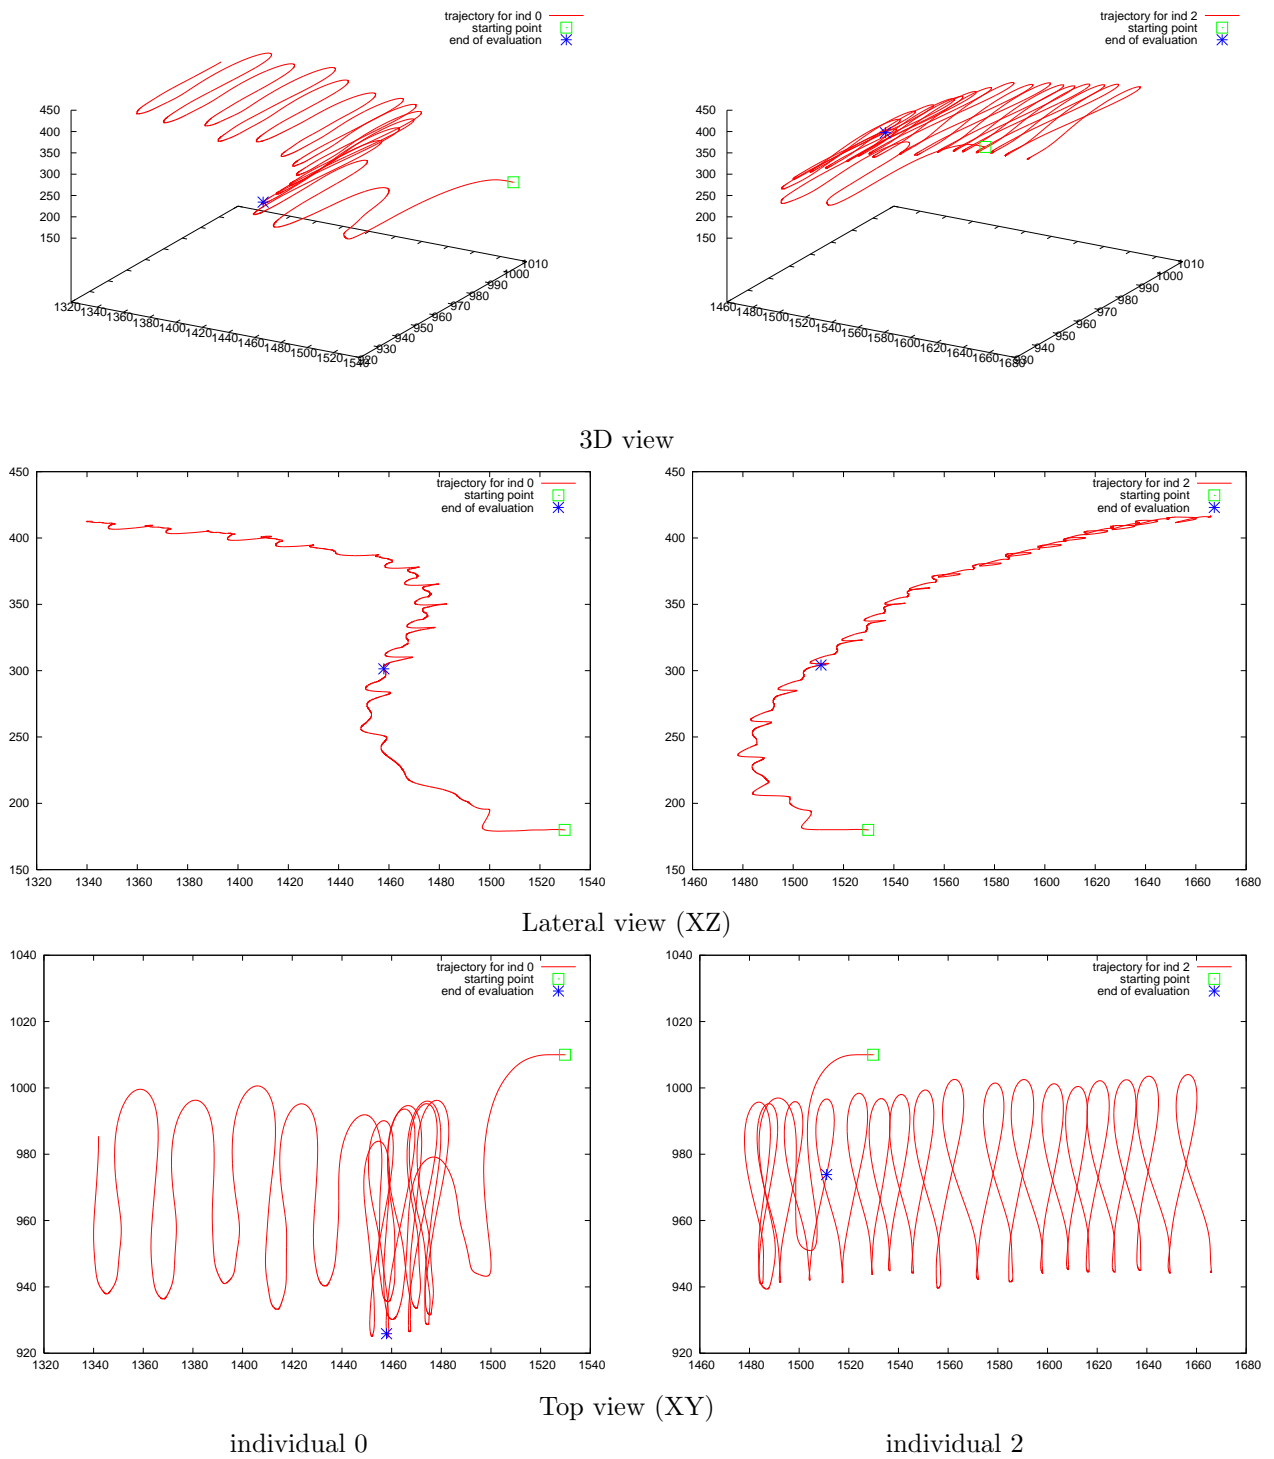 trajectory for ind 0
starting point
end of evaluation
450
400
350
300
250
200
150
1320 1340 1360 1380 1400 1420 1440 1460 1480 1500 1520 1540
920 930 940 950 960 970 980 990 1000 1010
trajectory for ind 2
starting point
end of evaluation
450
400
350
300
250
200
150
1460 1480 1500 1520 1540 1560 1580 1600 1620 1640 1660 1680
930 940 950 960 970 980 990 1000 1010
3D view
trajectory for ind 0
starting point
end of evaluation
450
400
350
300
250
200
150
1320 1340 1360 1380 1400 1420 1440 1460 1480 1500 1520 1540
trajectory for ind 2
starting point
end of evaluation
450
400
350
300
250
200
150
1460 1480 1500 1520 1540 1560 1580 1600 1620 1640 1660 1680
Lateral view (XZ)
trajectory for ind 0
starting point
end of evaluation
1040
1020
1000
980
960
940
920
1320 1340 1360 1380 1400 1420 1440 1460 1480 1500 1520 1540
trajectory for ind 2
starting point
end of evaluation
1040
1020
1000
980
960
940
920
1460 1480 1500 1520 1540 1560 1580 1600 1620 1640 1660 1680
Top view (XY)
individual 0
individual 2